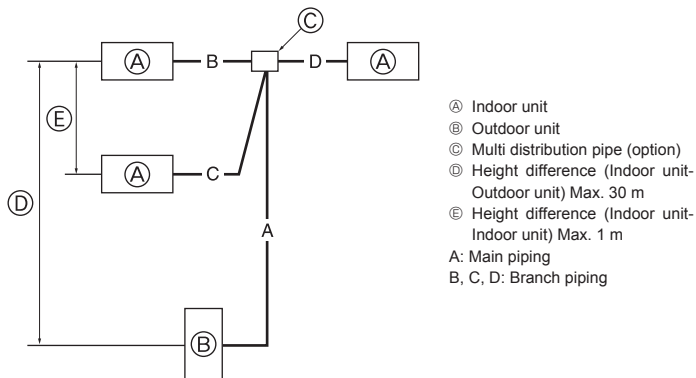 Ⓒ
Ⓐ B D Ⓐ
Ⓔ
Ⓐ C
Ⓓ
A
Ⓑ
Ⓐ Indoor unit
Ⓑ Outdoor unit
Ⓒ Multi distribution pipe (option)
Ⓓ Height difference (Indoor unit-
Outdoor unit) Max. 30 m
Ⓔ Height difference (Indoor unit-
Indoor unit) Max. 1 m
A: Main piping
B, C, D: Branch piping